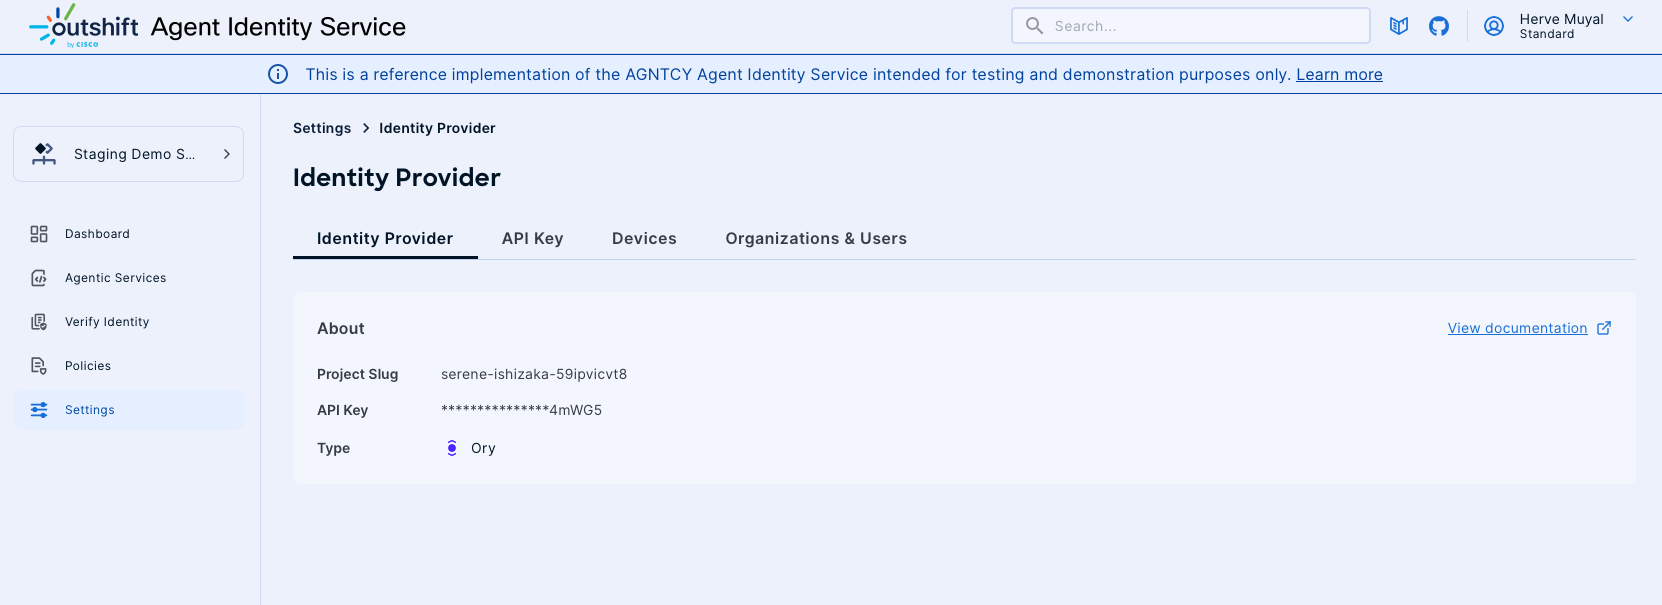 outshift
by CISCO
Agent Identity Service
Search...
Herve Muyal
Standard
This is a reference implementation of the AGNTCY Agent Identity Service intended for testing and demonstration purposes only. Learn more
Staging Demo S...
Dashboard
Agentic Services
Verify Identity
Policies
Settings
Settings > Identity Provider
Identity Provider
Identity Provider API Key Devices Organizations & Users
About
View documentation
Project Slug serene-ishizaka-59ipvicvt8
API Key ***************4mWG5
Type Ory